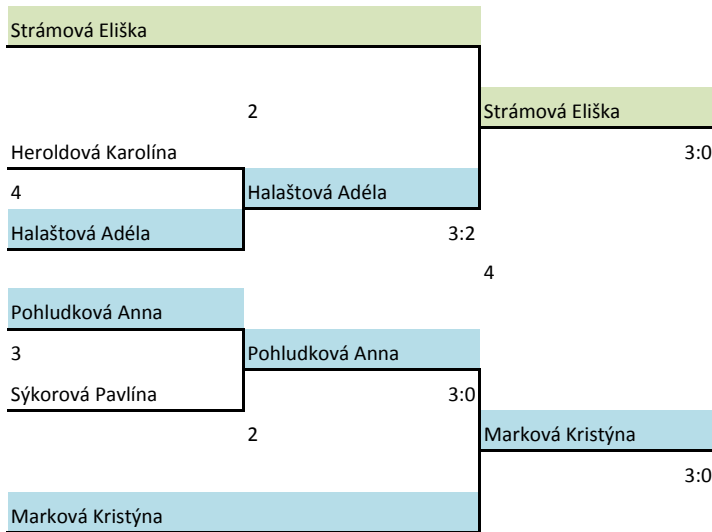 Strámová Eliška
2
Strámová Eliška
Heroldová Karolína
3:0
4
Halaštová Adéla
Halaštová Adéla
3:2
4
Pohludková Anna
3
Pohludková Anna
Sýkorová Pavlína
3:0
2
Marková Kristýna
3:0
Marková Kristýna